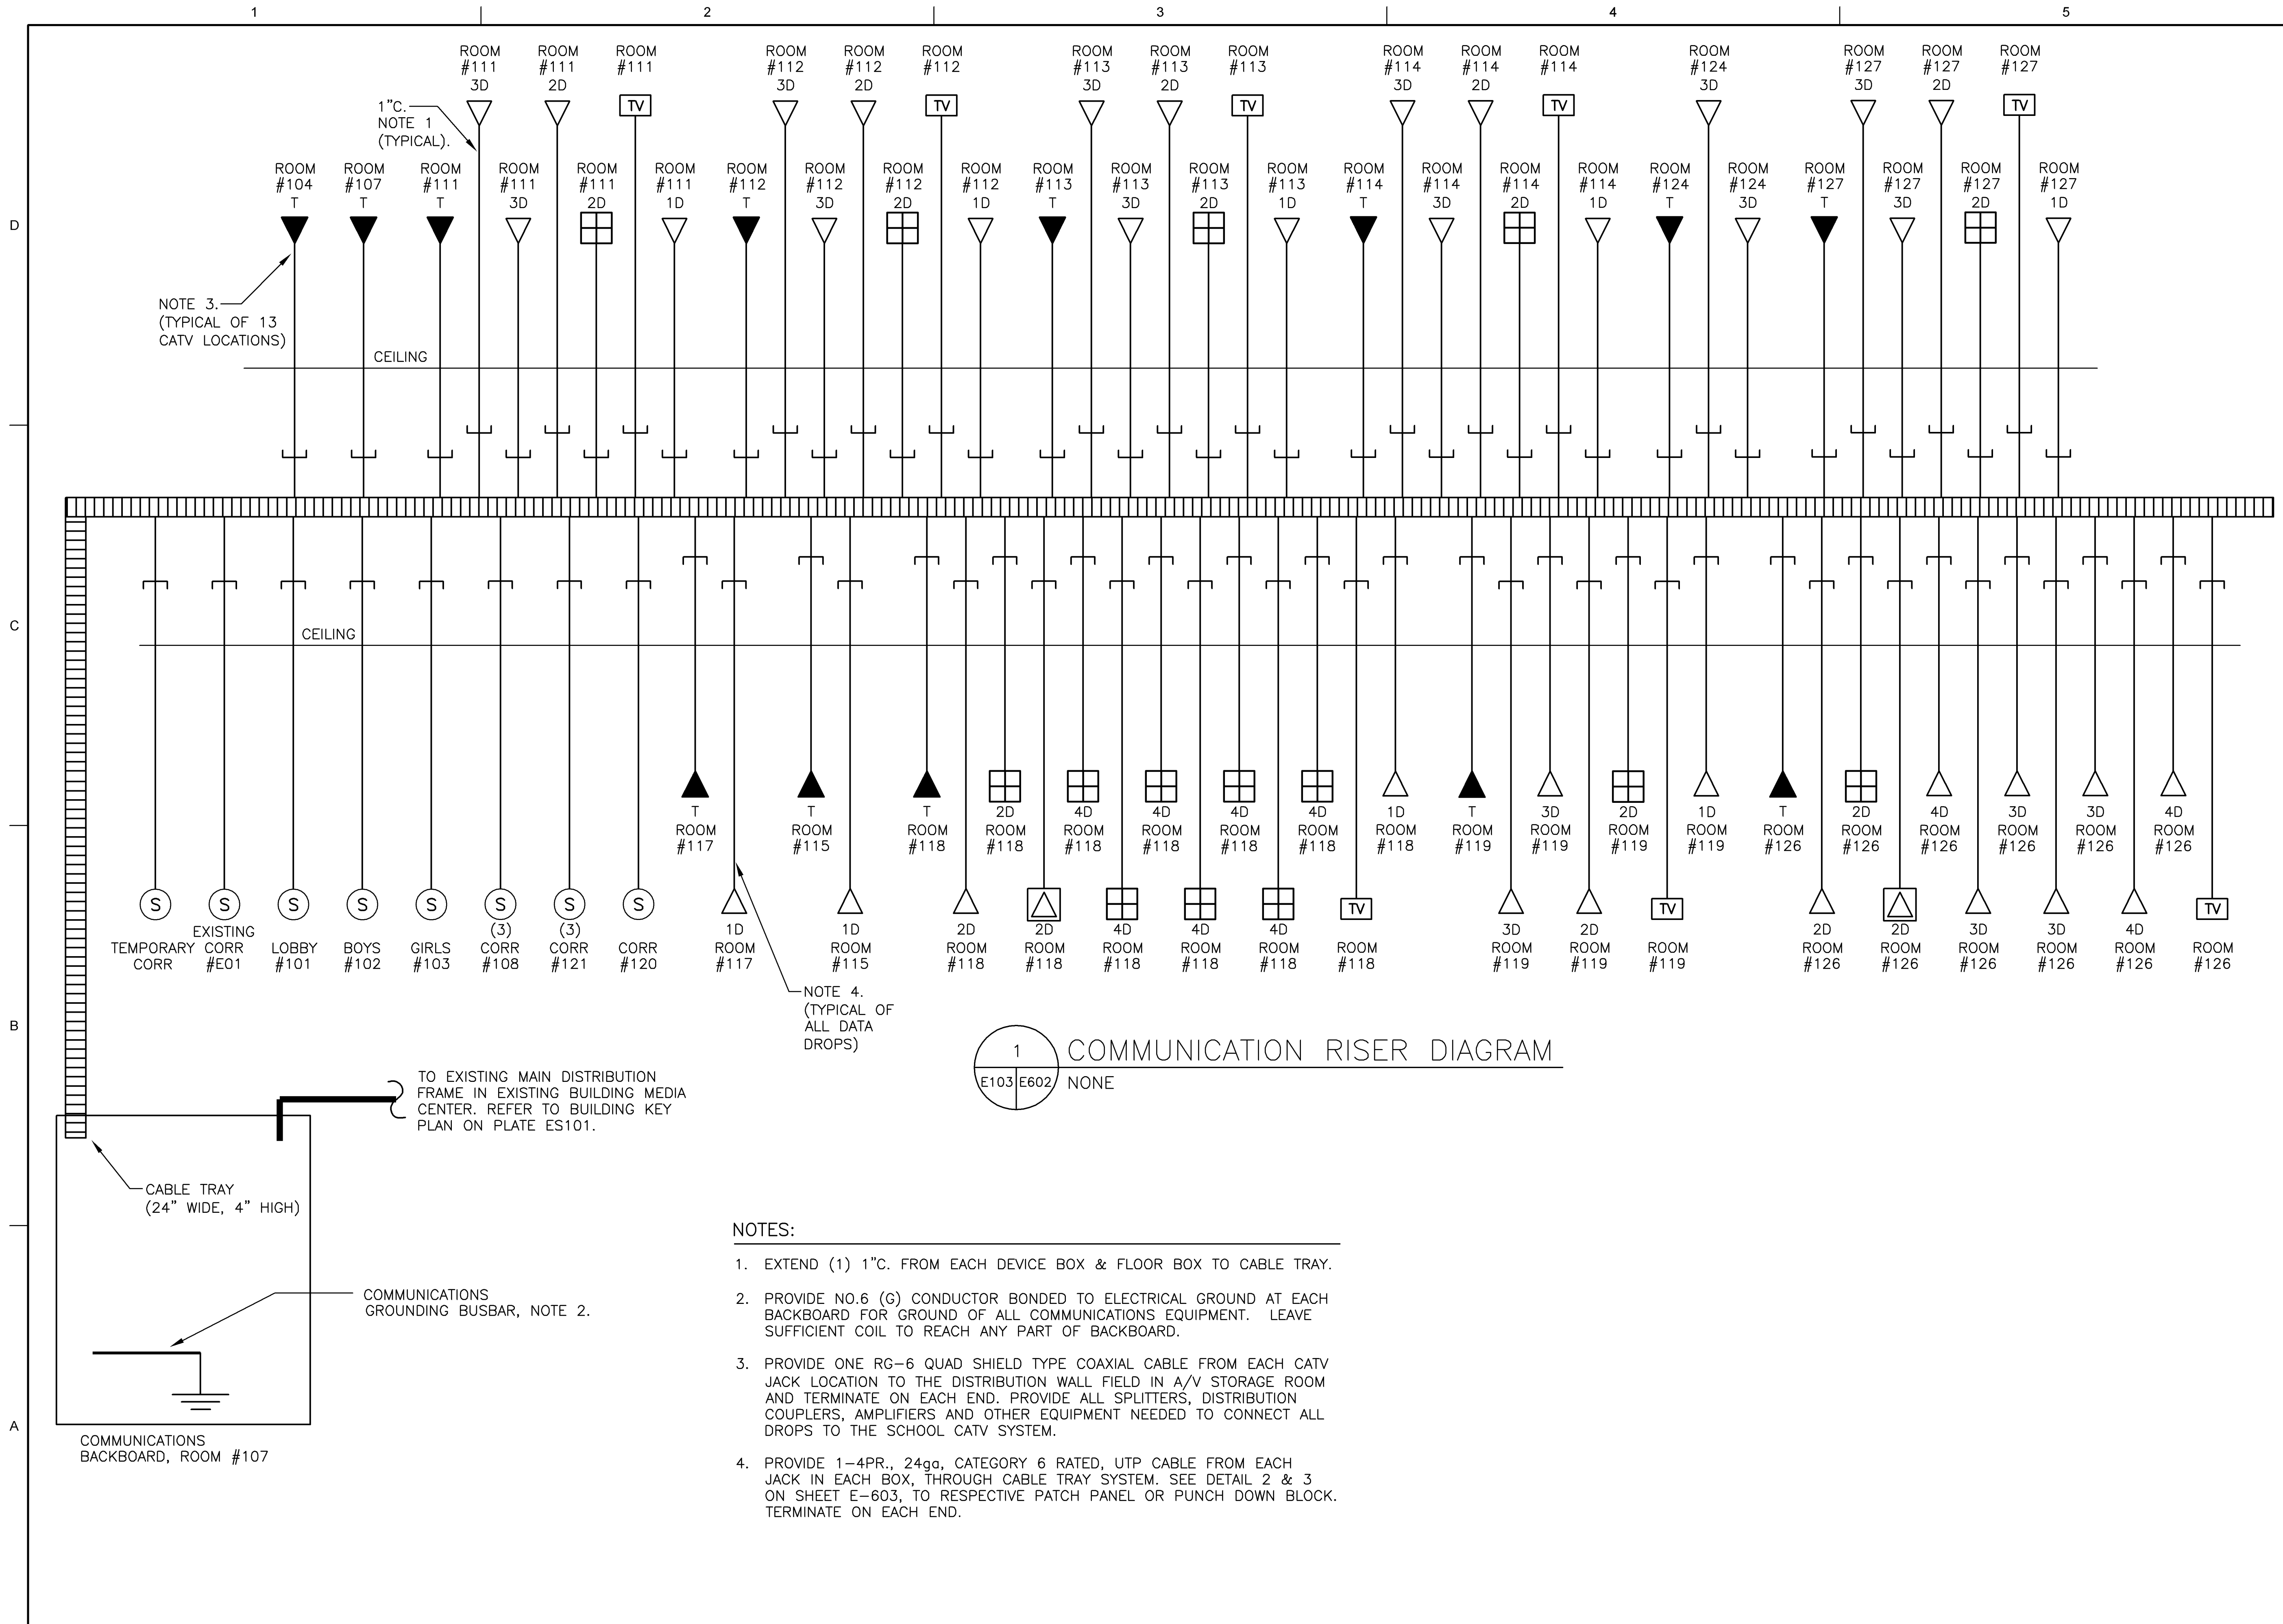 1 2 3 4 5
ROOM ROOM ROOM ROOM ROOM ROOM ROOM ROOM ROOM ROOM ROOM ROOM ROOM ROOM ROOM
#111 #111 #111 #112 #112 #112 #113 #113 #113 #114 #114 #114 #124 #127 #127 #127
3D 2D 3D 2D 3D 2D 3D 2D 3D 3D 2D
TV TV TV TV TV
1"C.
NOTE 1
(TYPICAL).
ROOM ROOM ROOM ROOM ROOM ROOM ROOM ROOM ROOM ROOM ROOM ROOM ROOM ROOM ROOM ROOM ROOM ROOM ROOM ROOM ROOM ROOM ROOM ROOM
#104 #107 #111 #111 #111 #111 #112 #112 #112 #112 #113 #113 #113 #113 #114 #114 #114 #114 #124 #124 #127 #127 #127 #127
T T T 3D 2D 1D T 3D 2D 1D T 3D 2D 1D T 3D 2D 1D T 3D T 3D 2D 1D
D
NOTE 3.
(TYPICAL OF 13
CATV LOCATIONS)
CEILING
C
CEILING
T T T 2D 4D 4D 4D 4D 1D T 3D 2D 1D T 2D 4D 3D 3D 4D
ROOM ROOM ROOM ROOM ROOM ROOM ROOM ROOM ROOM ROOM ROOM ROOM ROOM ROOM ROOM ROOM ROOM ROOM ROOM
#117 #115 #118 #118 #118 #118 #118 #118 #118 #119 #119 #119 #119 #126 #126 #126 #126 #126 #126
S S S S S S S S TV TV TV
EXISTING (3) (3) 1D 1D 2D 2D 4D 4D 4D 3D 2D 2D 2D 3D 3D 4D
TEMPORARY CORR LOBBY BOYS GIRLS CORR CORR CORR ROOM ROOM ROOM ROOM ROOM ROOM ROOM ROOM ROOM ROOM ROOM ROOM ROOM ROOM ROOM ROOM ROOM
CORR #E01 #101 #102 #103 #108 #121 #120 #117 #115 #118 #118 #118 #118 #118 #118 #119 #119 #119 #126 #126 #126 #126 #126 #126
NOTE 4.
(TYPICAL OF
ALL DATA
DROPS)
B
1
E103 E602
COMMUNICATION RISER DIAGRAM
NONE
TO EXISTING MAIN DISTRIBUTION
FRAME IN EXISTING BUILDING MEDIA
CENTER. REFER TO BUILDING KEY
PLAN ON PLATE ES101.
CABLE TRAY
(24" WIDE, 4" HIGH)
COMMUNICATIONS
GROUNDING BUSBAR, NOTE 2.
A
COMMUNICATIONS
BACKBOARD, ROOM #107
NOTES:
1. EXTEND (1) 1"C. FROM EACH DEVICE BOX & FLOOR BOX TO CABLE TRAY.
2. PROVIDE NO.6 (G) CONDUCTOR BONDED TO ELECTRICAL GROUND AT EACH
BACKBOARD FOR GROUND OF ALL COMMUNICATIONS EQUIPMENT. LEAVE
SUFFICIENT COIL TO REACH ANY PART OF BACKBOARD.
3. PROVIDE ONE RG-6 QUAD SHIELD TYPE COAXIAL CABLE FROM EACH CATV
JACK LOCATION TO THE DISTRIBUTION WALL FIELD IN A/V STORAGE ROOM
AND TERMINATE ON EACH END. PROVIDE ALL SPLITTERS, DISTRIBUTION
COUPLERS, AMPLIFIERS AND OTHER EQUIPMENT NEEDED TO CONNECT ALL
DROPS TO THE SCHOOL CATV SYSTEM.
4. PROVIDE 1-4PR., 24ga, CATEGORY 6 RATED, UTP CABLE FROM EACH
JACK IN EACH BOX, THROUGH CABLE TRAY SYSTEM. SEE DETAIL 2 & 3
ON SHEET E-603, TO RESPECTIVE PATCH PANEL OR PUNCH DOWN BLOCK.
TERMINATE ON EACH END.